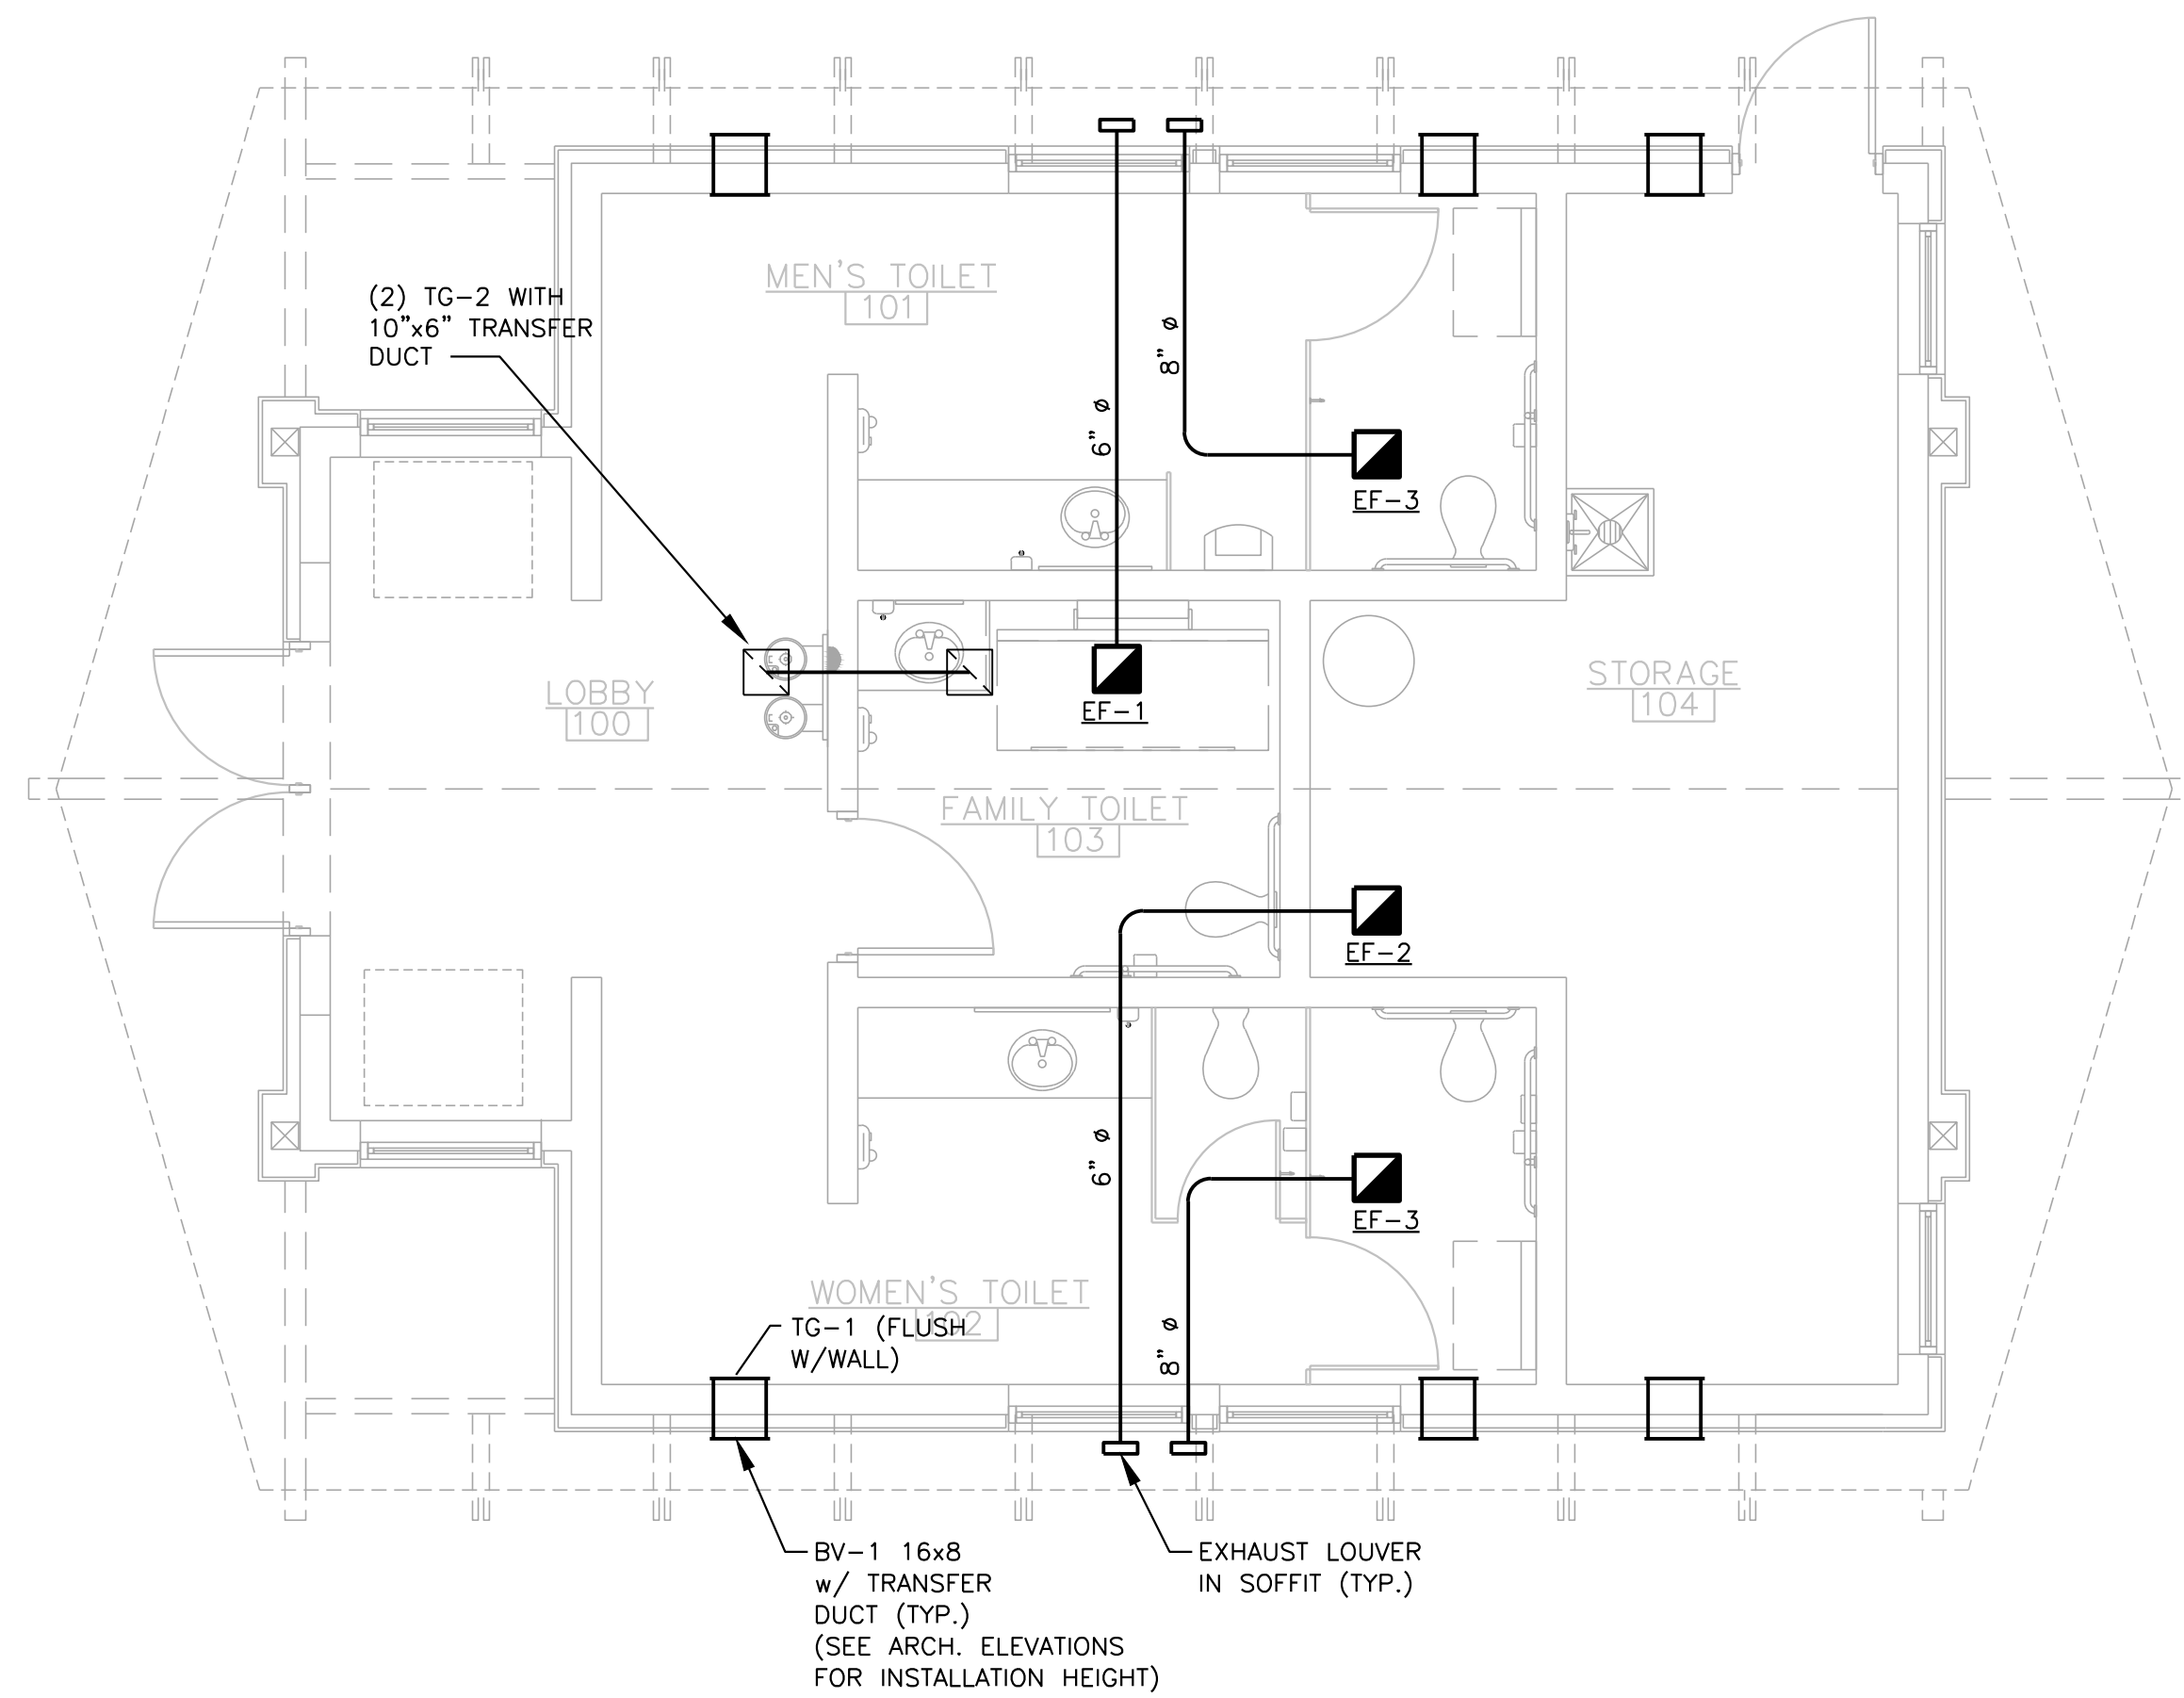 MEN'S TOILET
101
(2) TG-2 WITH
10"x6" TRANSFER
DUCT
8" ø
6" ø
EF-3
LOBBY
100
EF-1
STORAGE
104
FAMILY TOILET
103
EF-2
6" ø
EF-3
WOMEN'S TOILET
102
TG-1 (FLUSH
W/WALL)
8" ø
BV-1 16x8
w/ TRANSFER
DUCT (TYP.)
(SEE ARCH. ELEVATIONS
FOR INSTALLATION HEIGHT)
EXHAUST LOUVER
IN SOFFIT (TYP.)